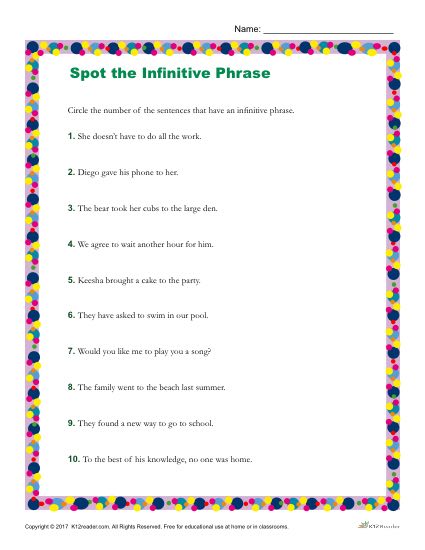 Name: ___________________________
Spot the Infinitive Phrase
Circle the number of the sentences that have an infinitive phrase.
1. She doesn't have to do all the work.
2. Diego gave his phone to her.
3. The bear took her cubs to the large den.
4. We agree to wait another hour for him.
5. Keesha brought a cake to the party.
6. They have asked to swim in our pool.
7. Would you like me to play you a song?
8. The family went to the beach last summer.
9. They found a new way to go to school.
10. To the best of his knowledge, no one was home.
Copyright © 2017 K12reader.com. All Rights Reserved. Free for educational use at home or in classrooms.
K12Reader